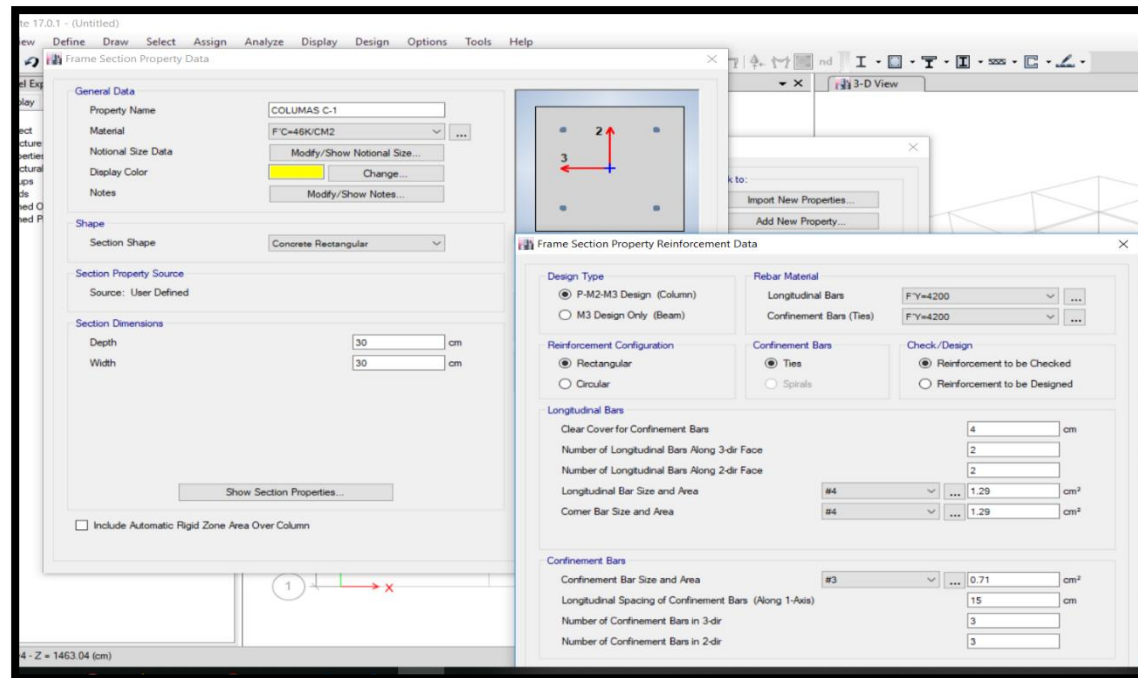 te 17.0.1 - (Untitled)
iew Define Draw Select Assign Analyze Display Design Options Tools Help
Frame Section Property Data
nd
3-D View
General Data
Property Name COLUMAS C-1
Material F'C=46K/CM2 ...
Notional Size Data Modify/Show Notional Size...
Display Color Change...
Notes Modify/Show Notes...
2
3
k to:
Import New Properties...
Add New Property...
Shape
Section Shape Concrete Rectangular
Section Property Source
Source: User Defined
Section Dimensions
Depth 30 cm
Width 30 cm
Show Section Properties...
Include Automatic Rigid Zone Area Over Column
Frame Section Property Reinforcement Data
Design Type
P-M2-M3 Design (Column)
M3 Design Only (Beam)
Rebar Material
Longitudinal Bars F'Y=4200 ...
Confinement Bars (Ties) F'Y=4200 ...
Reinforcement Configuration
Rectangular
Circular
Confinement Bars
Ties
Spirals
Check/Design
Reinforcement to be Checked
Reinforcement to be Designed
Longitudinal Bars
Clear Cover for Confinement Bars 4 cm
Number of Longitudinal Bars Along 3-dir Face 2
Number of Longitudinal Bars Along 2-dir Face 2
Longitudinal Bar Size and Area #4 ... 1.29 cm²
Corner Bar Size and Area #4 ... 1.29 cm²
Confinement Bars
Confinement Bar Size and Area #3 ... 0.71 cm²
Longitudinal Spacing of Confinement Bars (Along 1-Axis) 15 cm
Number of Confinement Bars in 3-dir 3
Number of Confinement Bars in 2-dir 3
1
X
4 - Z = 1463.04 (cm)